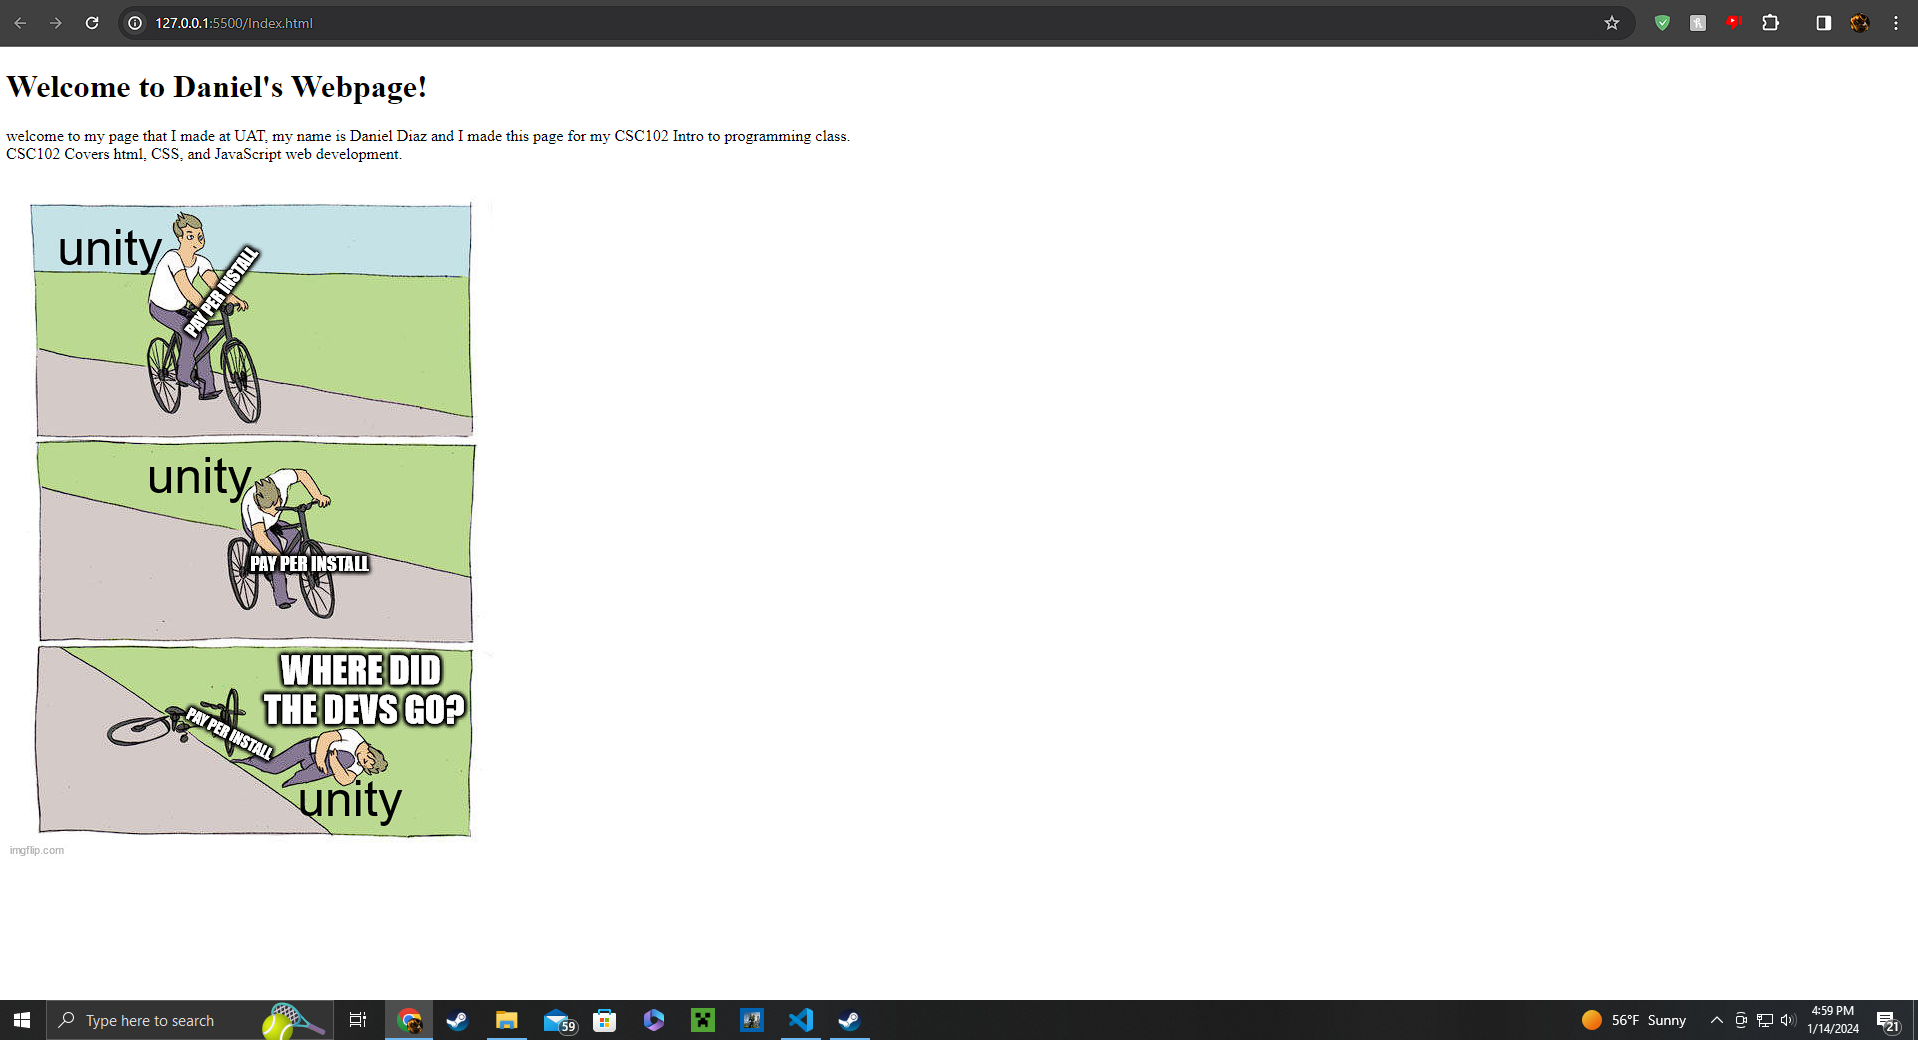 127.0.0.1:5500/Index.html
Welcome to Daniel's Webpage!
welcome to my page that I made at UAT, my name is Daniel Diaz and I made this page for my CSC102 Intro to programming class.
CSC102 Covers html, CSS, and JavaScript web development.
unity
PAY PER INSTALL
unity
PAY PER INSTALL
WHERE DID
THE DEVS GO?
PAY PER INSTALL
unity
imgflip.com
Type here to search
59
56°F Sunny
4:59 PM
1/14/2024
21